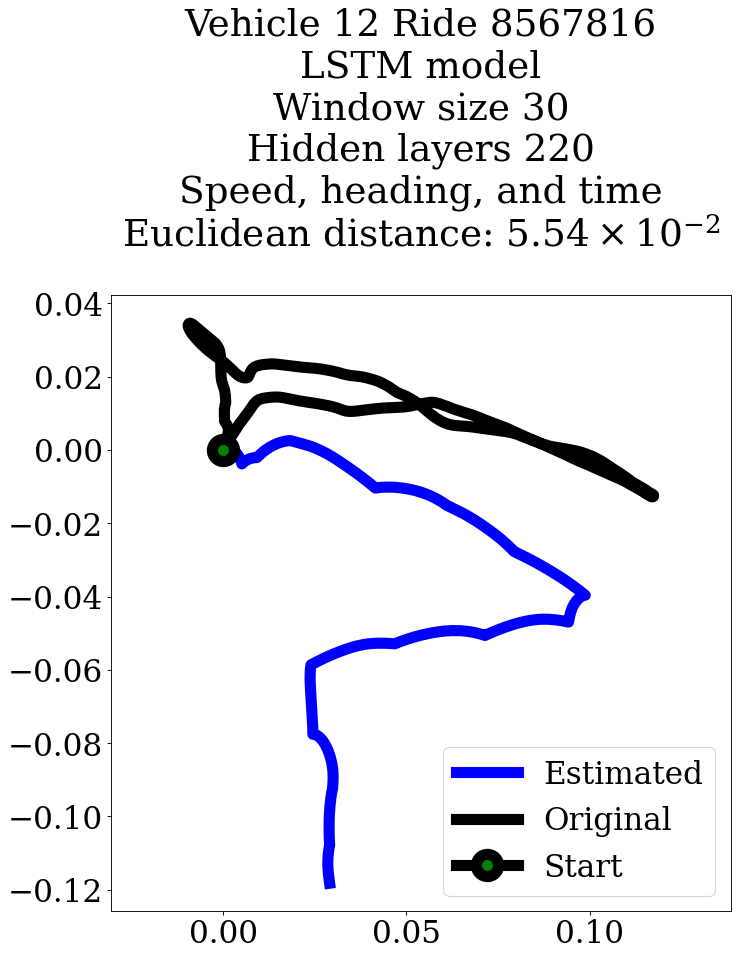 Vehicle 12 Ride 8567816
LSTM model
Window size 30
Hidden layers 220
Speed, heading, and time
Euclidean distance: 5.54 × 10⁻²
0.04
0.02
0.00
−0.02
−0.04
−0.06
−0.08
−0.10
−0.12
Estimated
Original
Start
0.00 0.05 0.10